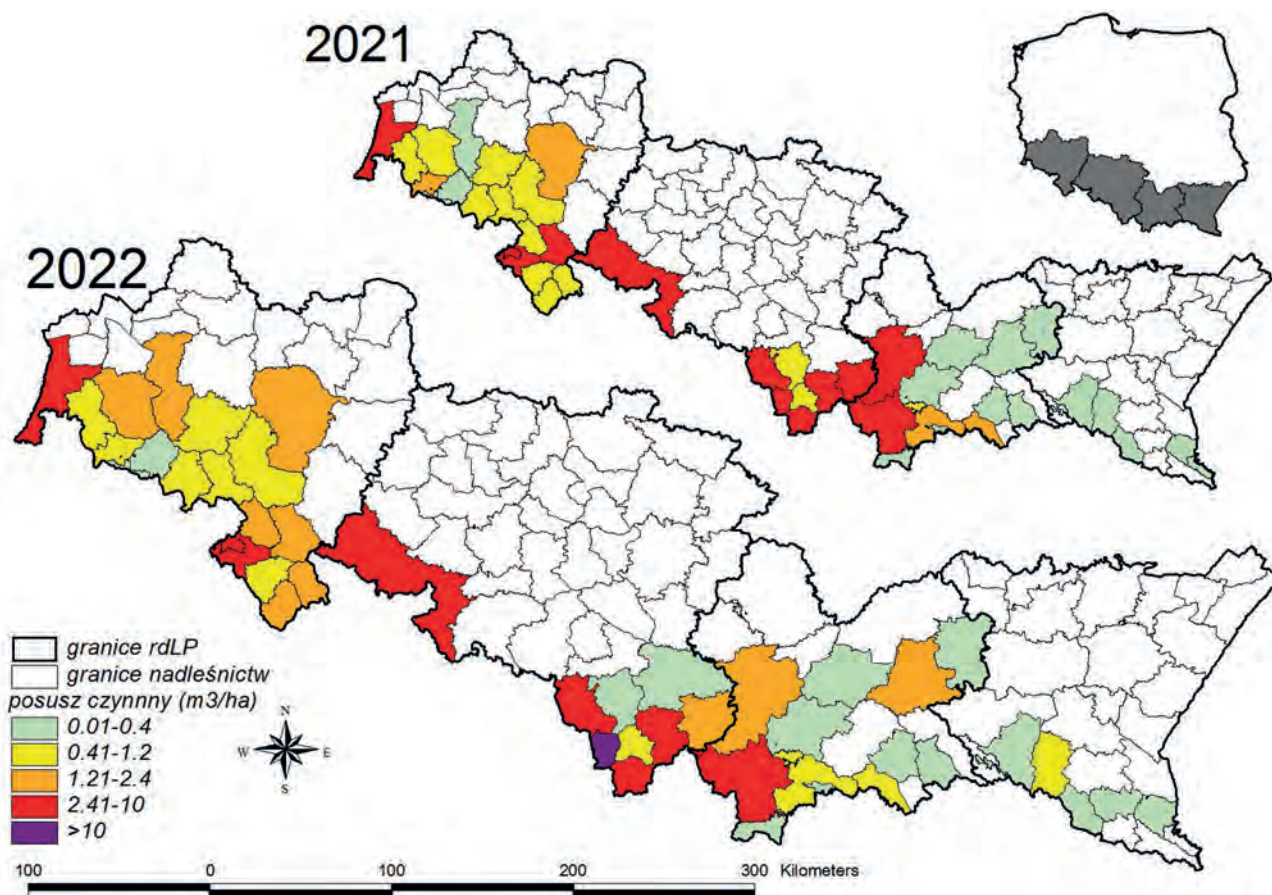 2021
2022
granice rdLP
granice nadleśnictw
posusz czynnny (m3/ha)
0.01-0.4
0.41-1.2
1.21-2.4
2.41-10
>10
N
W E
S
100 0 100 200 300 Kilometers